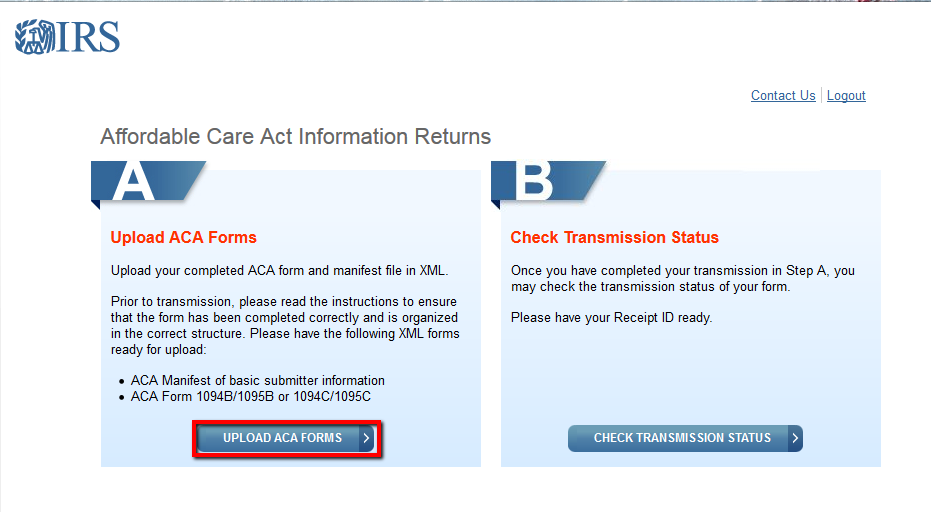 IRS
Contact Us Logout
Affordable Care Act Information Returns
A
Upload ACA Forms
Upload your completed ACA form and manifest file in XML.
Prior to transmission, please read the instructions to ensure
that the form has been completed correctly and is organized
in the correct structure. Please have the following XML forms
ready for upload:
• ACA Manifest of basic submitter information
• ACA Form 1094B/1095B or 1094C/1095C
UPLOAD ACA FORMS
B
Check Transmission Status
Once you have completed your transmission in Step A, you
may check the transmission status of your form.
Please have your Receipt ID ready.
CHECK TRANSMISSION STATUS